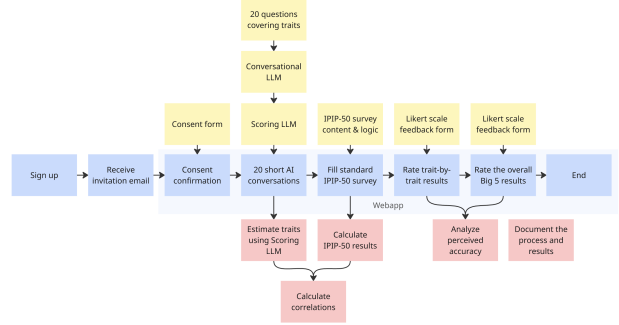 20 questions
covering traits
Conversational
LLM
Consent form
Scoring LLM
IPIP-50 survey
content & logic
Likert scale
feedback form
Likert scale
feedback form
Sign up
Receive
invitation email
Consent
confirmation
20 short AI
conversations
Fill standard
IPIP-50 survey
Rate trait-by-
trait results
Rate the overall
Big 5 results
End
Webapp
Estimate traits
using Scoring
LLM
Calculate
IPIP-50 results
Analyze
perceived
accuracy
Document the
process and
results
Calculate
correlations